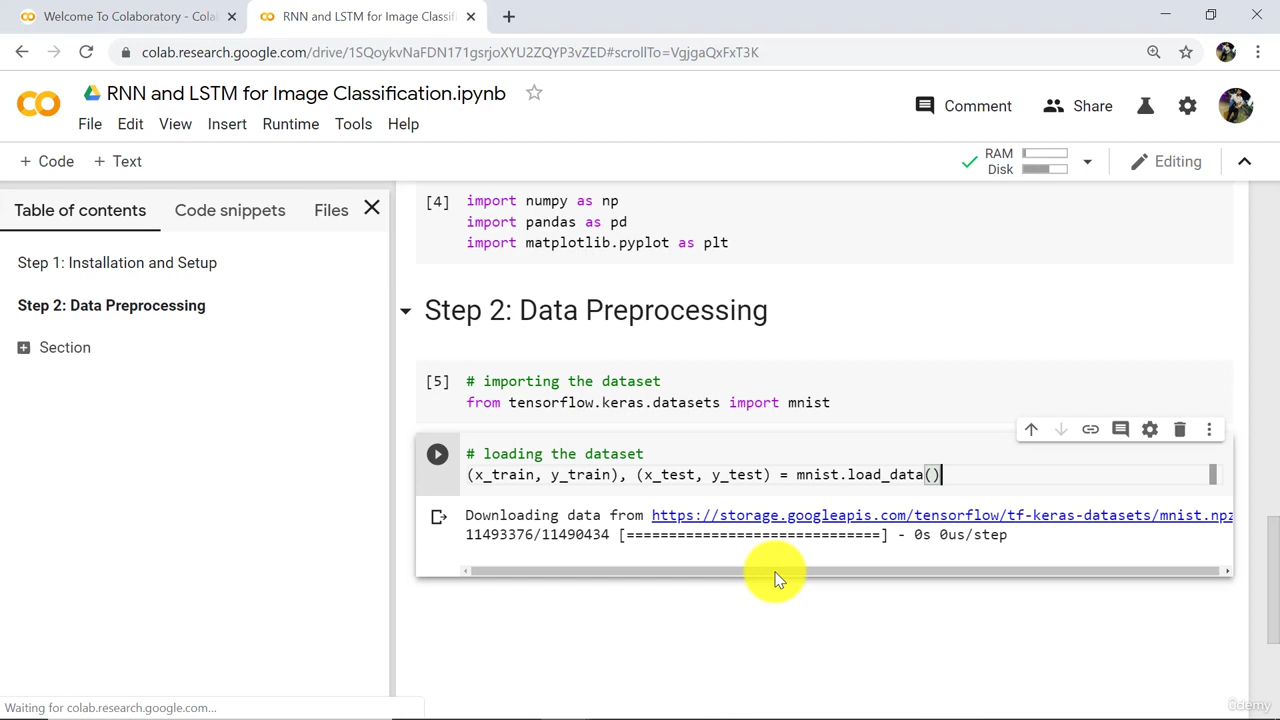 Welcome To Colaboratory - Cola
RNN and LSTM for Image Classifi
colab.research.google.com/drive/1SQoykvNaFDN171gsrjoXYU2ZQYP3vZED#scrollTo=VgjgaQxFxT3K
RNN and LSTM for Image Classification.ipynb
Comment
Share
File Edit View Insert Runtime Tools Help
+ Code + Text
RAM
Disk
Editing
Table of contents Code snippets Files
Step 1: Installation and Setup
Step 2: Data Preprocessing
Section
[4] import numpy as np
import pandas as pd
import matplotlib.pyplot as plt
Step 2: Data Preprocessing
[5] # importing the dataset
from tensorflow.keras.datasets import mnist
# loading the dataset
(x_train, y_train), (x_test, y_test) = mnist.load_data()
Downloading data from https://storage.googleapis.com/tensorflow/tf-keras-datasets/mnist.npz
11493376/11490434 [==============================] - 0s 0us/step
Waiting for colab.research.google.com...
ûdemy